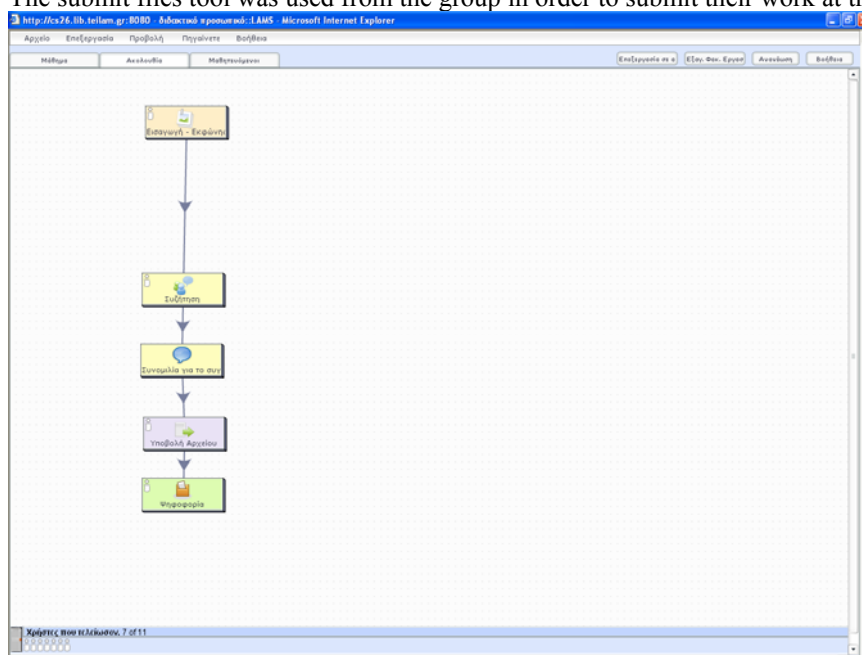 The submit files tool was used from the group in order to submit their work at th
http://cs26.lib.teilam.gr:8080 - διδακτικό προσωπικό::LAMS - Microsoft Internet Explorer
Αρχείο Επεξεργασία Προβολή Πηγαίνετε Βοήθεια
Μάθημα Ακολουθία Μαθητευόμενοι Επεξεργασία σε α Εξαγ. Φακ. Εργασ Ανανέωση Βοήθεια
Εισαγωγή - Εκφώνησ
Συζήτηση
Συνομιλία για το συγ
Υποβολή Αρχείου
Ψηφοφορία
Χρήστες που τελείωσαν. 7 of 11